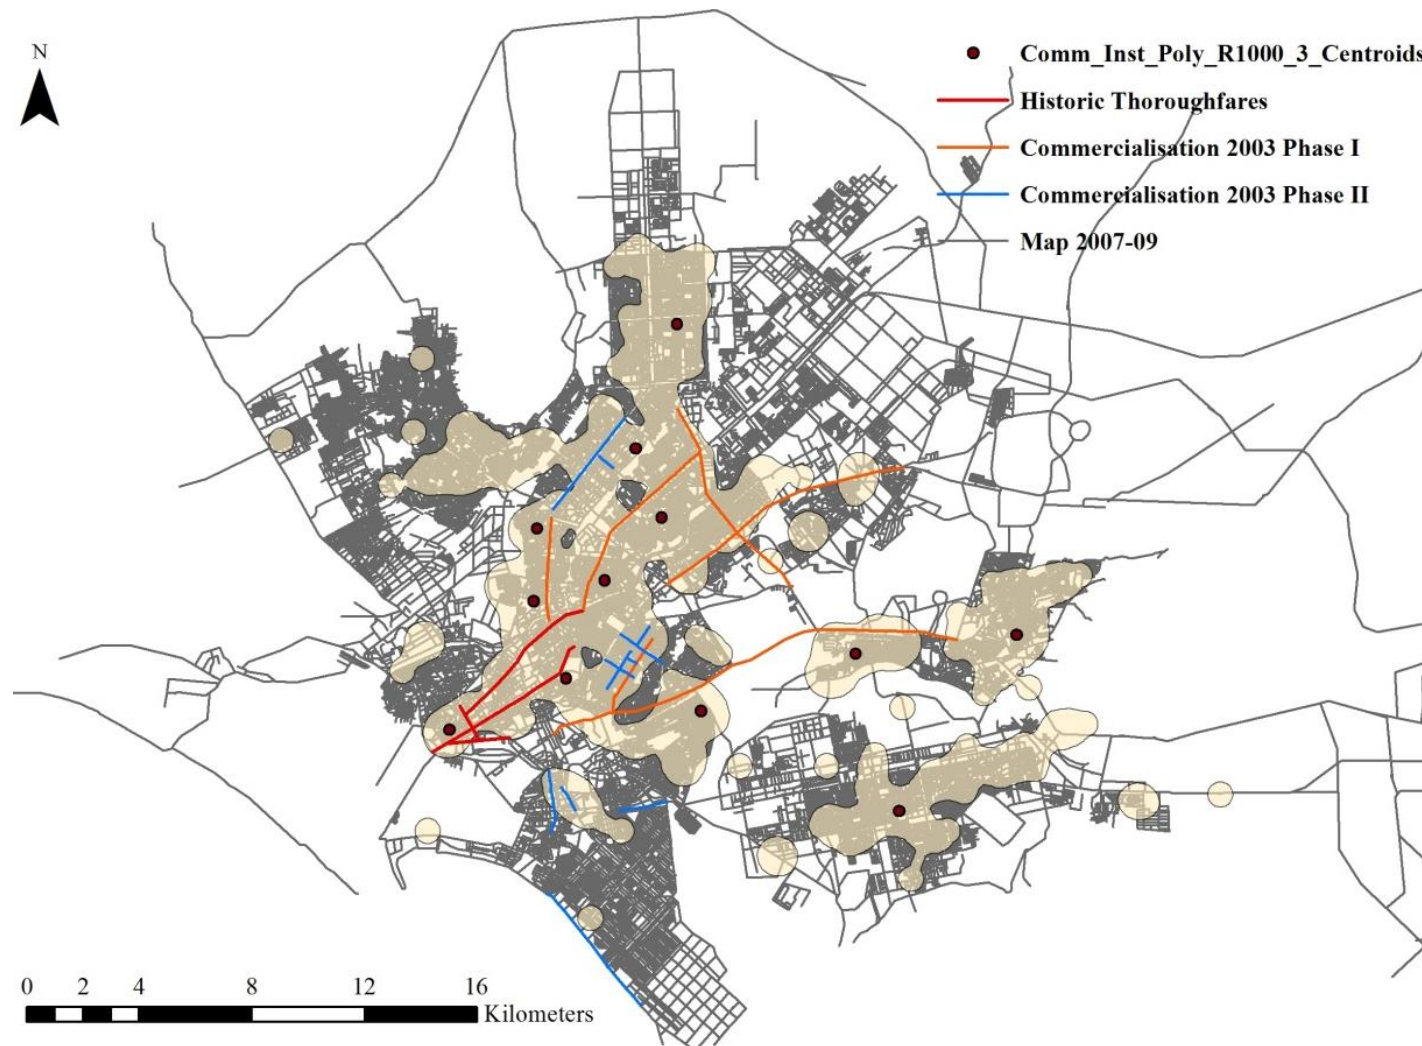 N
Comm_Inst_Poly_R1000_3_Centroids
Historic Thoroughfares
Commercialisation 2003 Phase I
Commercialisation 2003 Phase II
Map 2007-09
0 2 4 8 12 16
Kilometers